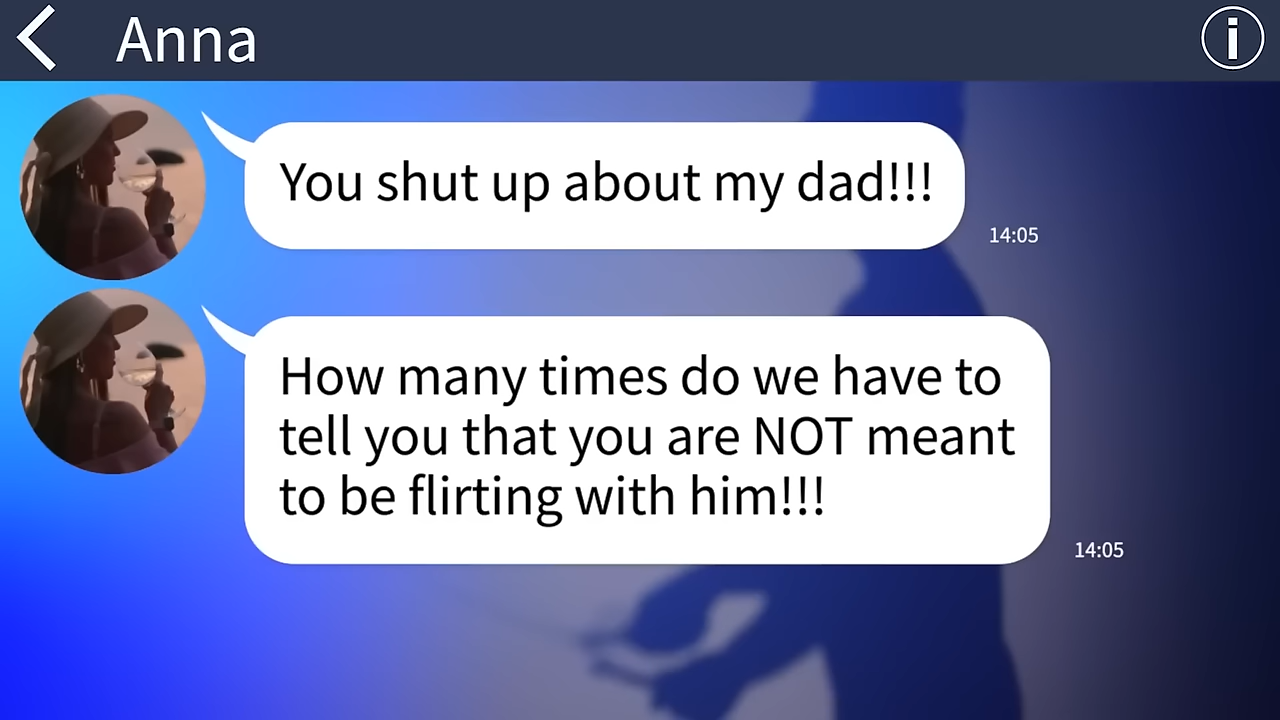 Anna
You shut up about my dad!!!
14:05
How many times do we have to
tell you that you are NOT meant
to be flirting with him!!!
14:05